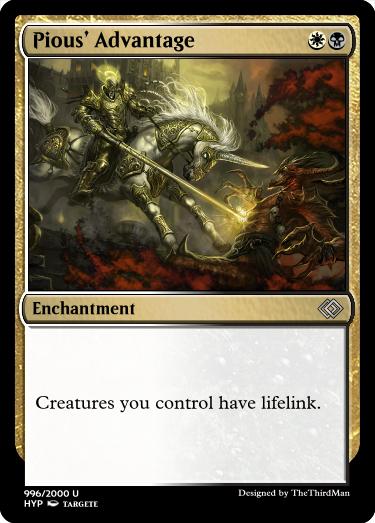 Pious' Advantage
Enchantment
Creatures you control have lifelink.
996/2000 U
HYP TARGETE
Designed by TheThirdMan